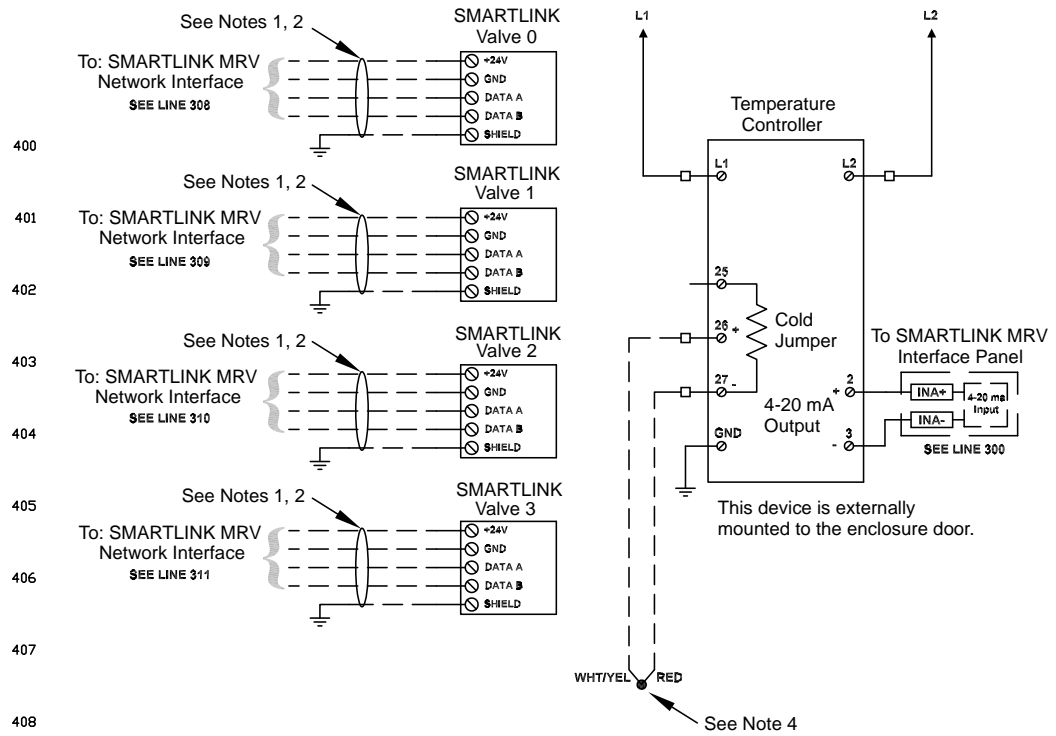 See Notes 1, 2
SMARTLINK
Valve 0
To: SMARTLINK MRV
Network Interface
SEE LINE 308
+24V
GND
DATA A
DATA B
SHIELD
400
See Notes 1, 2
SMARTLINK
Valve 1
401
To: SMARTLINK MRV
Network Interface
SEE LINE 309
+24V
GND
DATA A
DATA B
SHIELD
402
See Notes 1, 2
SMARTLINK
Valve 2
403
To: SMARTLINK MRV
Network Interface
SEE LINE 310
+24V
GND
DATA A
DATA B
SHIELD
404
405
See Notes 1, 2
SMARTLINK
Valve 3
To: SMARTLINK MRV
Network Interface
SEE LINE 311
+24V
GND
DATA A
DATA B
SHIELD
406
407
408
L1
L2
Temperature
Controller
L1
L2
25
26 +
Cold
Jumper
27 -
4-20 mA
Output
GND
+ 2
- 3
To SMARTLINK MRV
Interface Panel
INA+
INA-
4-20 ma
Input
SEE LINE 300
This device is externally
mounted to the enclosure door.
WHT/YEL
RED
See Note 4